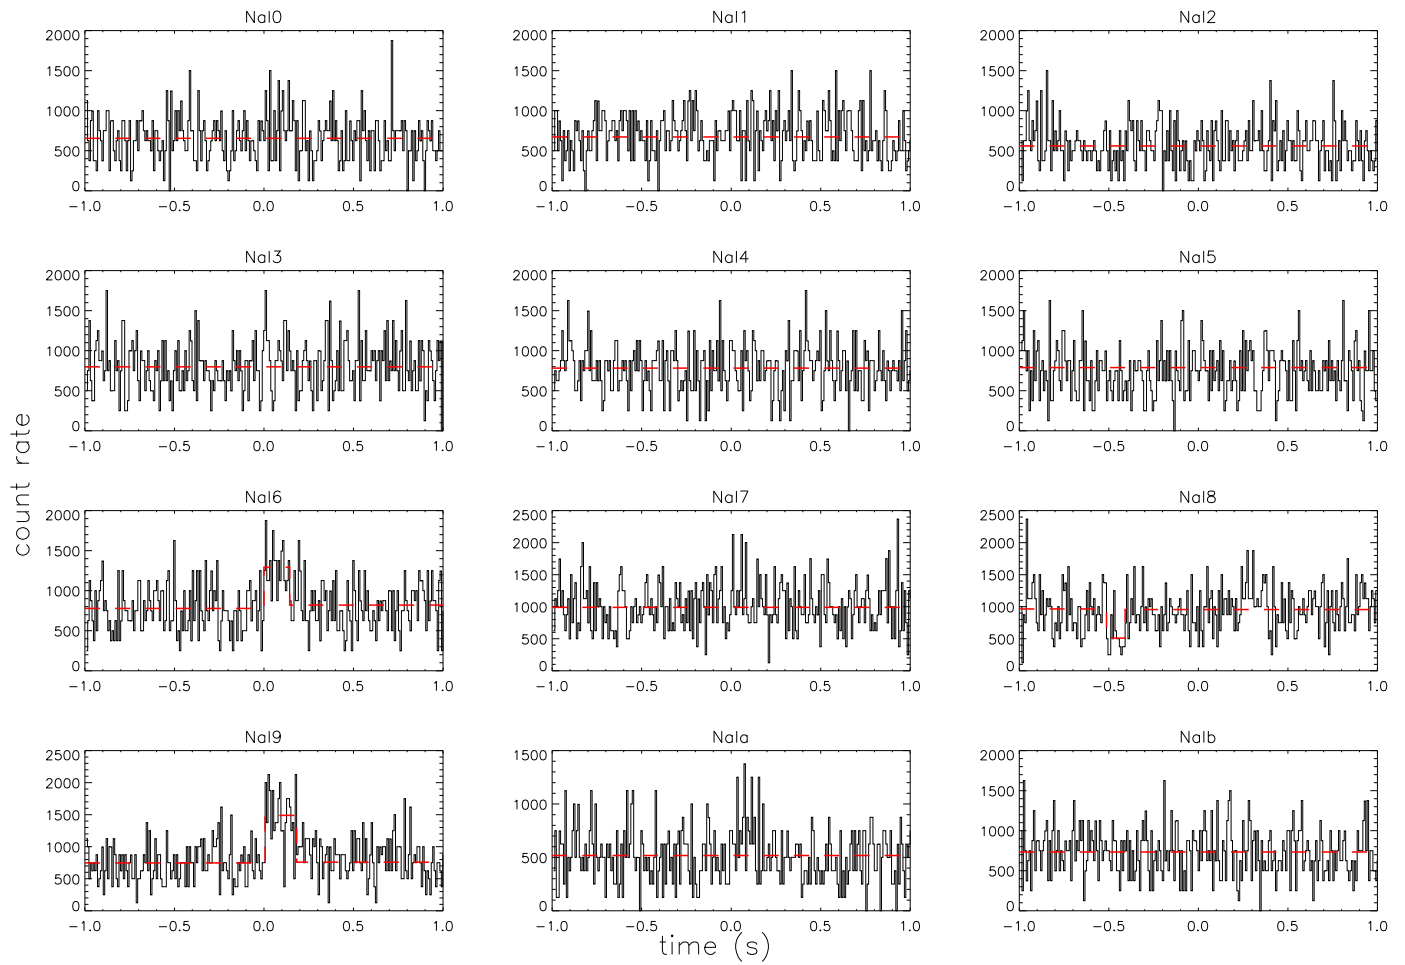 NaI0 NaI1 NaI2
2000 2000 2000
1500 1500 1500
1000 1000 1000
500 500 500
0 0 0
−1.0 −0.5 0.0 0.5 1.0 −1.0 −0.5 0.0 0.5 1.0 −1.0 −0.5 0.0 0.5 1.0
NaI3 NaI4 NaI5
2000 2000 2000
1500 1500 1500
1000 1000 1000
500 500 500
0 0 0
−1.0 −0.5 0.0 0.5 1.0 −1.0 −0.5 0.0 0.5 1.0 −1.0 −0.5 0.0 0.5 1.0
count rate
NaI6 NaI7 NaI8
2000 2500 2500
1500 2000 2000
1000 1500 1500
500 1000 1000
0 500 500
0 0
−1.0 −0.5 0.0 0.5 1.0 −1.0 −0.5 0.0 0.5 1.0 −1.0 −0.5 0.0 0.5 1.0
NaI9 NaIa NaIb
2500 1500 2000
2000 1000 1500
1500 500 1000
1000 0 500
500 0
0
−1.0 −0.5 0.0 0.5 1.0 −1.0 −0.5 0.0 0.5 1.0 −1.0 −0.5 0.0 0.5 1.0
time (s)